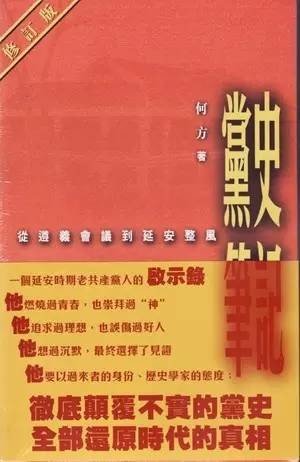 修訂版
何方 著
黨史
筆記
從遵義會議到延安整風
一個延安時期老共產黨人的啟示錄
他燃燒過青春，也崇拜過“神”
他追求過理想，也誤傷過好人
他想過沉默，最終選擇了見證
他要以過來者的身份、歷史學家的態度：
徹底顛覆不實的黨史
全部還原時代的真相